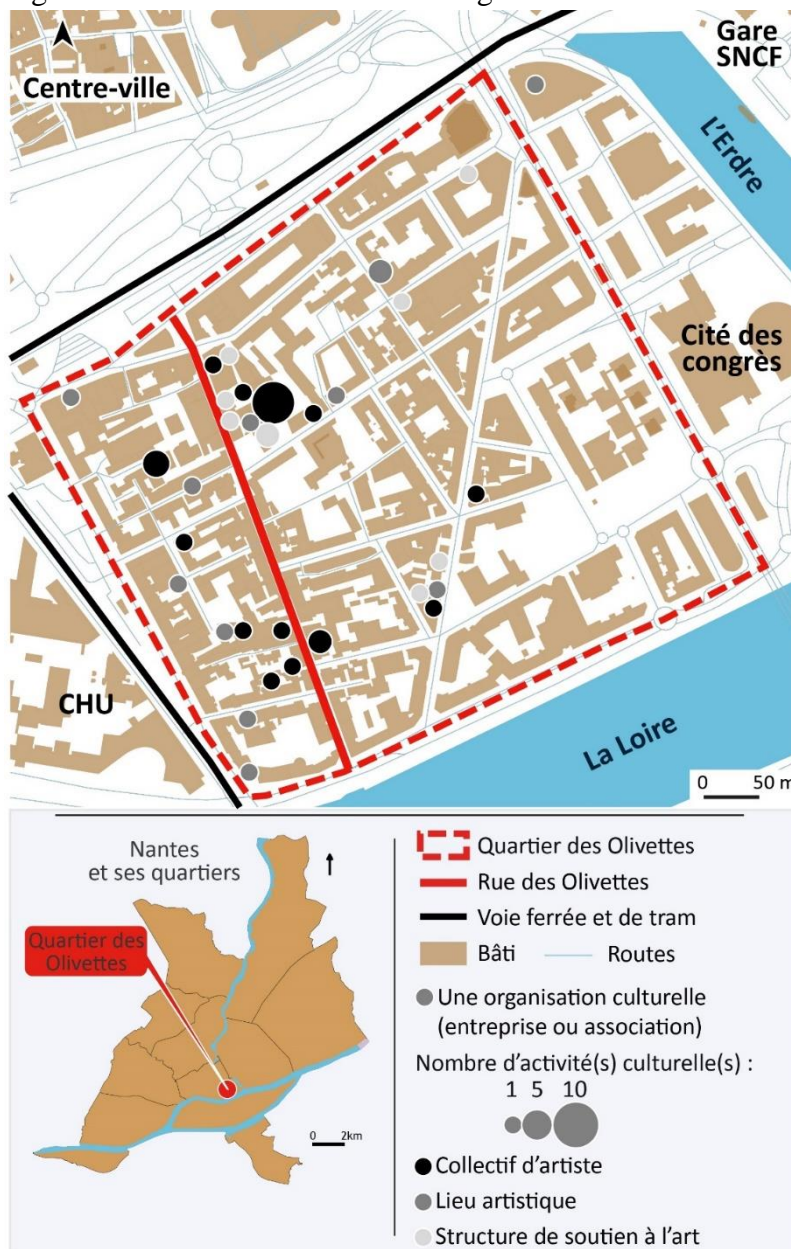 Centre-ville
Gare
SNCF
L'Erdre
Cité des
congrès
CHU
La Loire
0 50 m
Nantes
et ses quartiers
Quartier des
Olivettes
0 2km
Quartier des Olivettes
Rue des Olivettes
Voie ferrée et de tram
Bâti
Routes
Une organisation culturelle
(entreprise ou association)
Nombre d'activité(s) culturelle(s) :
1 5 10
Collectif d'artiste
Lieu artistique
Structure de soutien à l'art